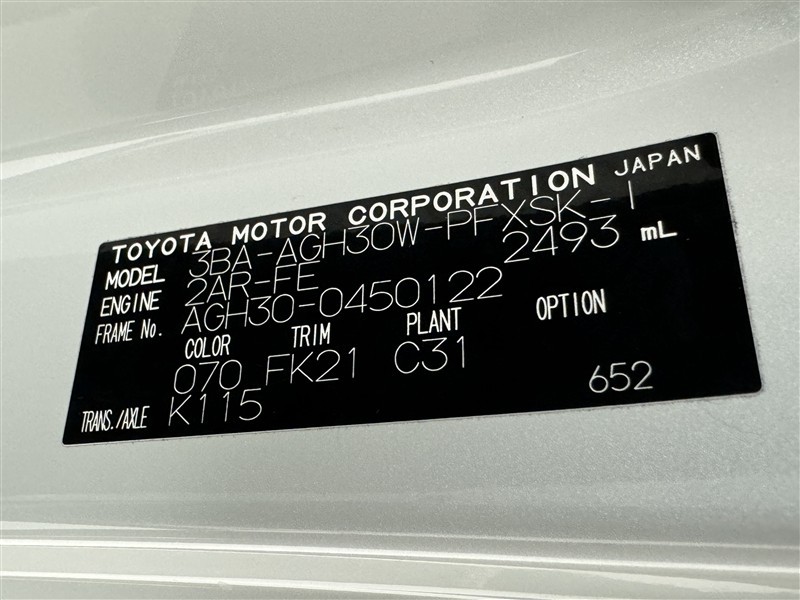 TOYOTA MOTOR CORPORATION JAPAN
MODEL 3BA-AGH30W-PFXSK-I
ENGINE 2AR-FE 2493 mL
FRAME No. AGH30-0450122
COLOR TRIM PLANT OPTION
070 FK21 C31
TRANS./AXLE K115 652